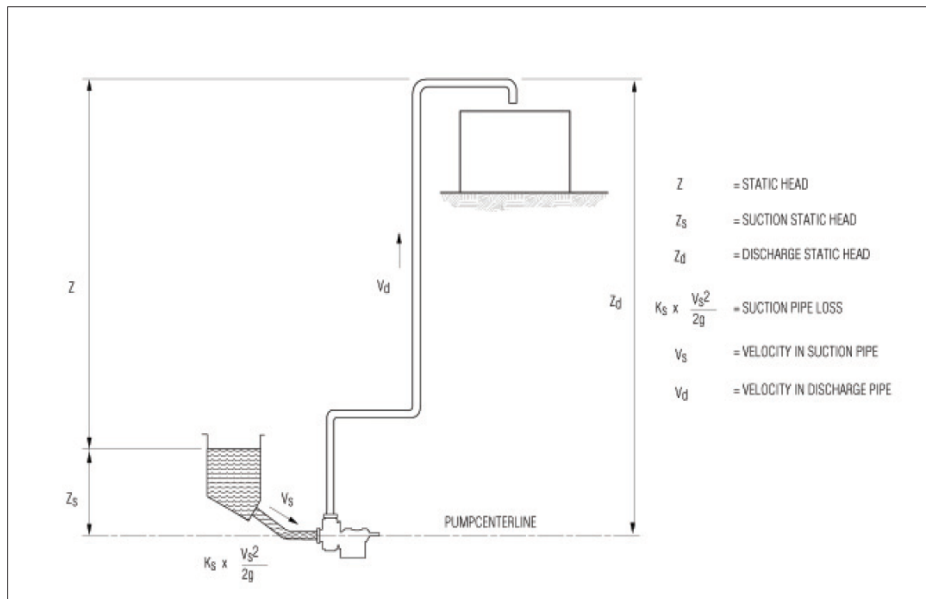 Z = STATIC HEAD
Zs = SUCTION STATIC HEAD
Zd = DISCHARGE STATIC HEAD
Ks x Vs2/2g = SUCTION PIPE LOSS
Vs = VELOCITY IN SUCTION PIPE
Vd = VELOCITY IN DISCHARGE PIPE
Z
Vd
Zd
Zs
Vs
PUMPCENTERLINE
Ks x Vs2/2g